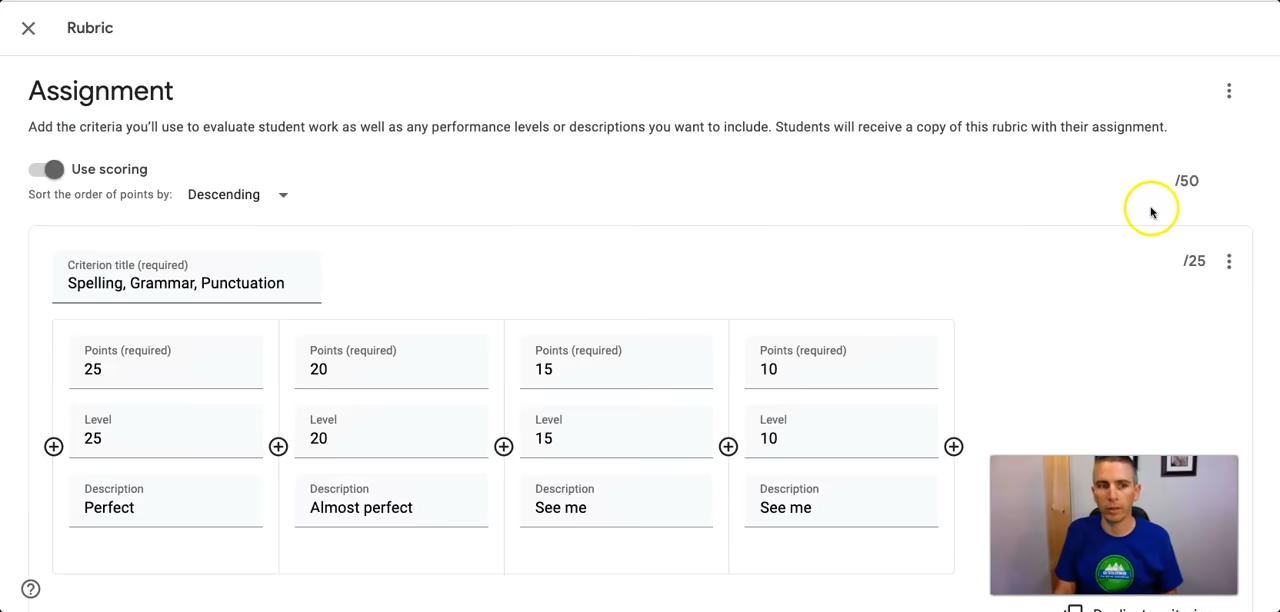 Rubric
Assignment
Add the criteria you'll use to evaluate student work as well as any performance levels or descriptions you want to include. Students will receive a copy of this rubric with their assignment.
Use scoring
Sort the order of points by: Descending
/50
Criterion title (required)
Spelling, Grammar, Punctuation
/25
Points (required) Points (required) Points (required) Points (required)
25 20 15 10
Level Level Level Level
25 20 15 10
Description Description Description Description
Perfect Almost perfect See me See me